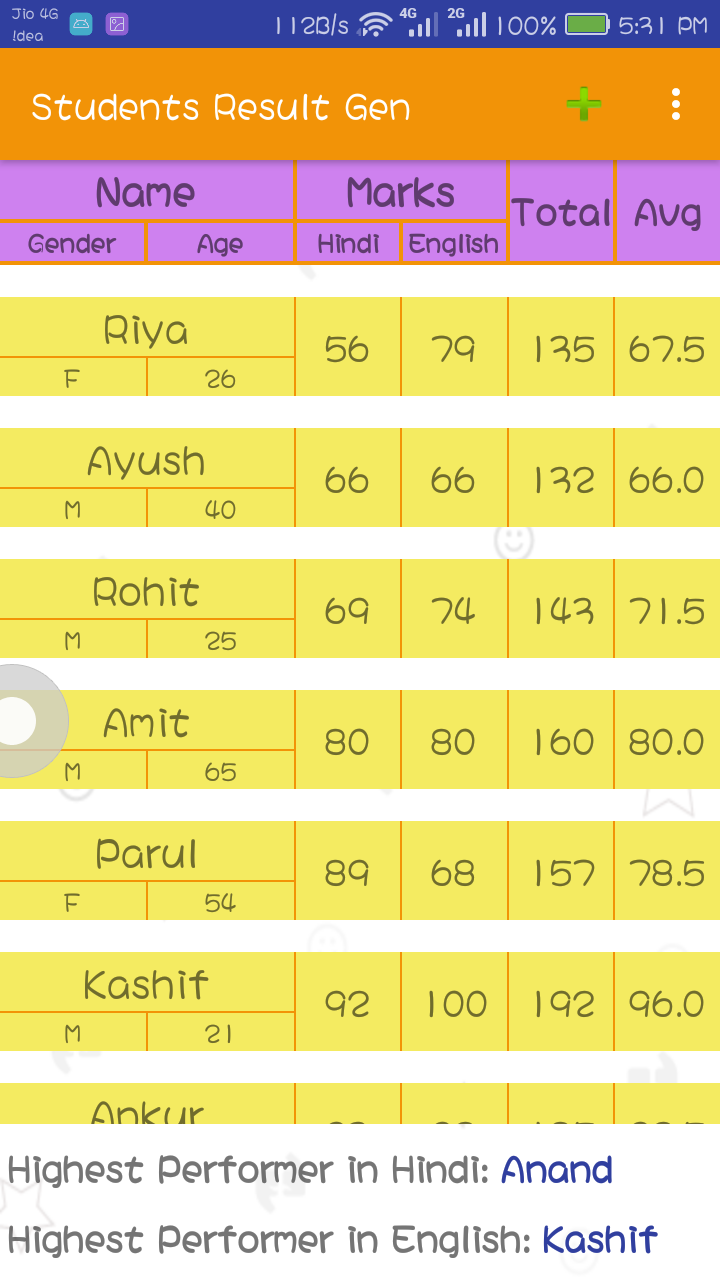 Jio 4G
Idea
112B/s 4G 2G 100% 5:31 PM
Students Result Gen
Name Marks Total Avg
Gender Age Hindi English
Riya 56 79 135 67.5
F 26
Ayush 66 66 132 66.0
M 40
Rohit 69 74 143 71.5
M 25
Amit 80 80 160 80.0
M 65
Parul 89 68 157 78.5
F 54
Kashif 92 100 192 96.0
M 21
Ankur
Highest Performer in Hindi: Anand
Highest Performer in English: Kashif